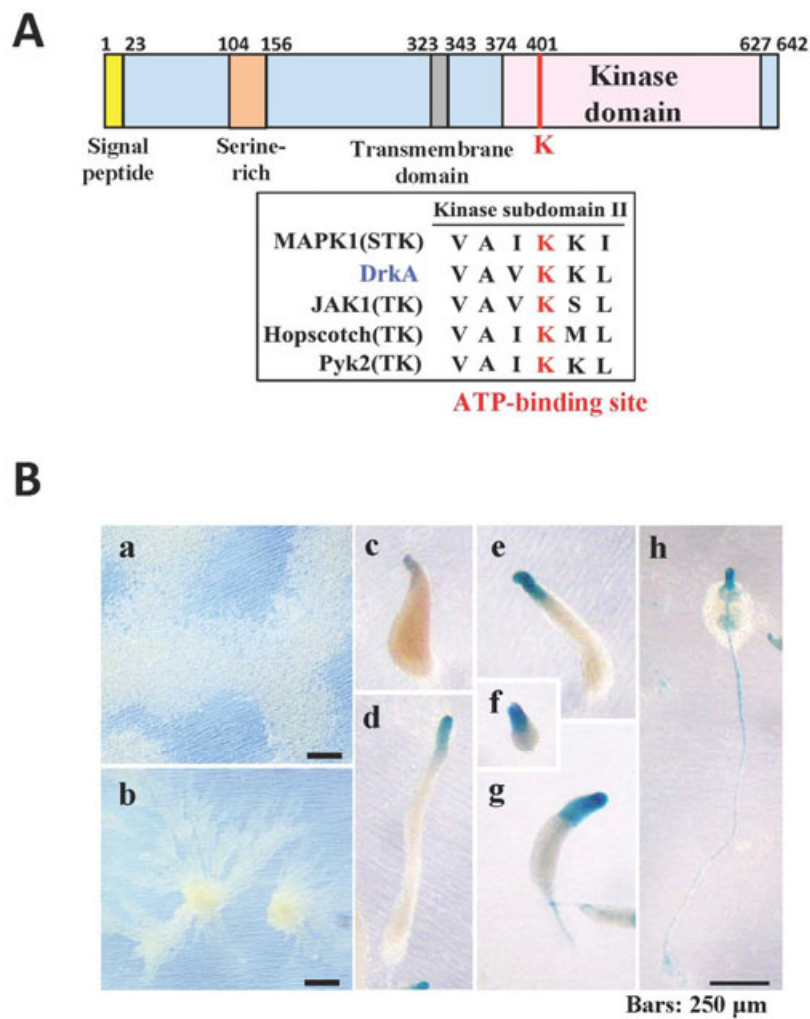 A
1 23 104 156 323 343 374 401 627 642
Kinase
domain
Signal
peptide
Serine-
rich
Transmembrane
domain
K
Kinase subdomain II
MAPK1(STK) V A I K K I
DrkA V A V K K L
JAK1(TK) V A V K S L
Hopscotch(TK) V A I K M L
Pyk2(TK) V A I K K L
ATP-binding site
B
a
b
c
d
e
f
g
h
Bars: 250 μm